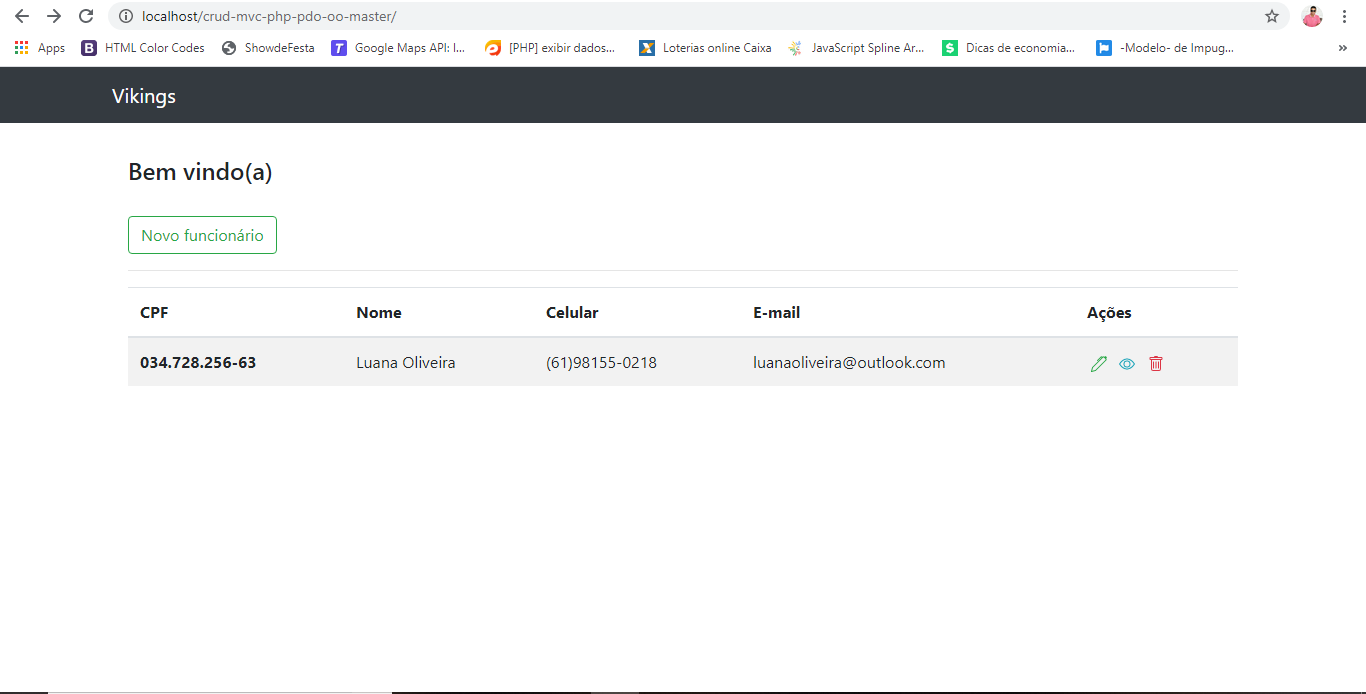 localhost/crud-mvc-php-pdo-oo-master/
Apps HTML Color Codes ShowdeFesta Google Maps API: I... [PHP] exibir dados... Loterias online Caixa JavaScript Spline Ar... Dicas de economia... -Modelo- de Impug... »
Vikings
Bem vindo(a)
Novo funcionário
CPF Nome Celular E-mail Ações
034.728.256-63 Luana Oliveira (61)98155-0218 luanaoliveira@outlook.com